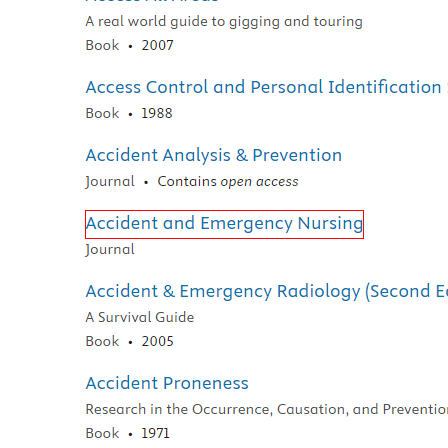 A real world guide to gigging and touring
Book • 2007
Access Control and Personal Identification
Book • 1988
Accident Analysis & Prevention
Journal • Contains open access
Accident and Emergency Nursing
Journal
Accident & Emergency Radiology (Second
A Survival Guide
Book • 2005
Accident Proneness
Research in the Occurrence, Causation, and
Book • 1971